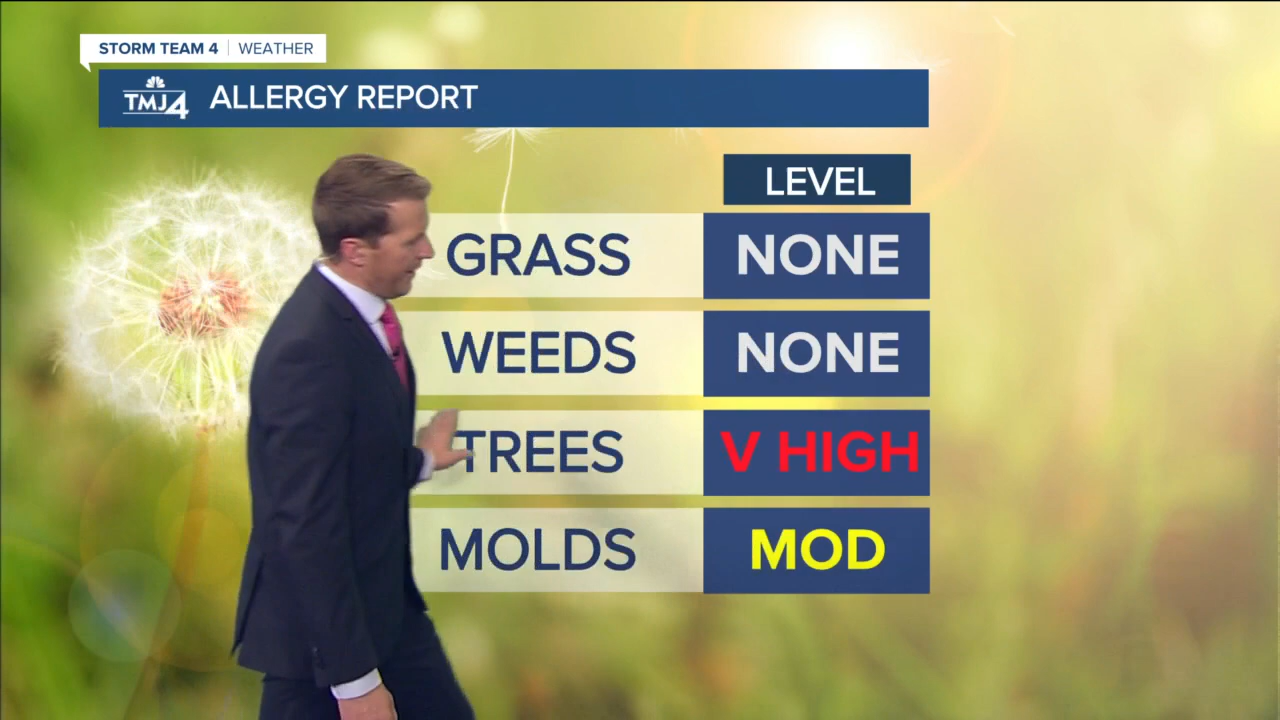 STORM TEAM 4 | WEATHER
TMJ4 ALLERGY REPORT
LEVEL
GRASS NONE
WEEDS NONE
TREES V HIGH
MOLDS MOD